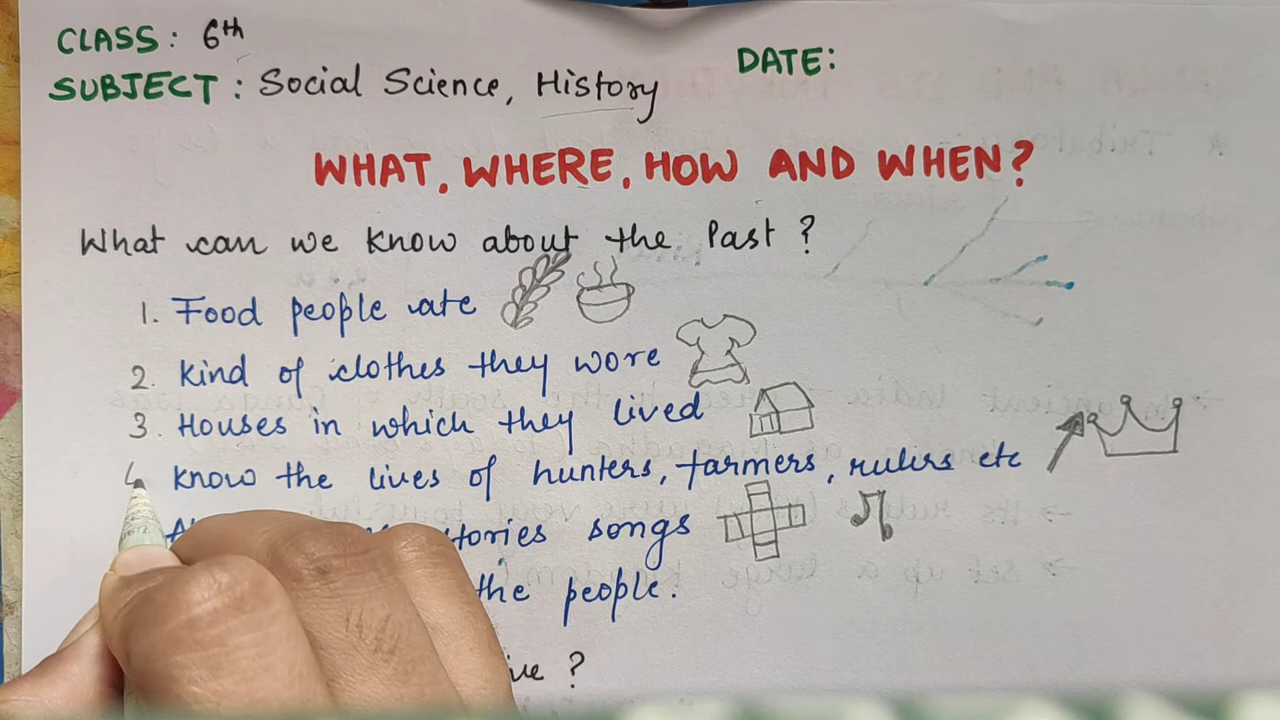 CLASS: 6th
SUBJECT: Social Science, History
DATE:
WHAT, WHERE, HOW AND WHEN?
What can we know about the Past?
1. Food people ate
2. Kind of clothes they wore
3. Houses in which they lived
4 know the lives of hunters, farmers, rulers etc
stories songs
the people.
?